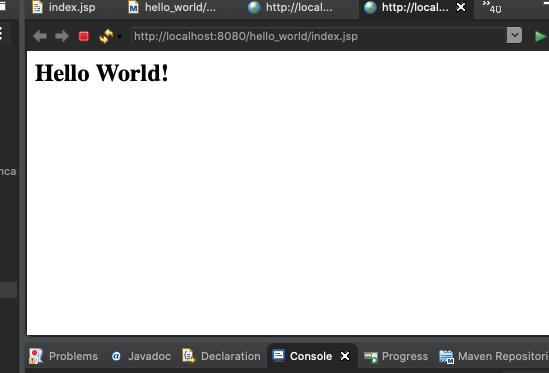 index.jsp hello_world/... http://local... http://local... 40
http://localhost:8080/hello_world/index.jsp
Hello World!
nca
Problems @ Javadoc Declaration Console Progress Maven Repositori